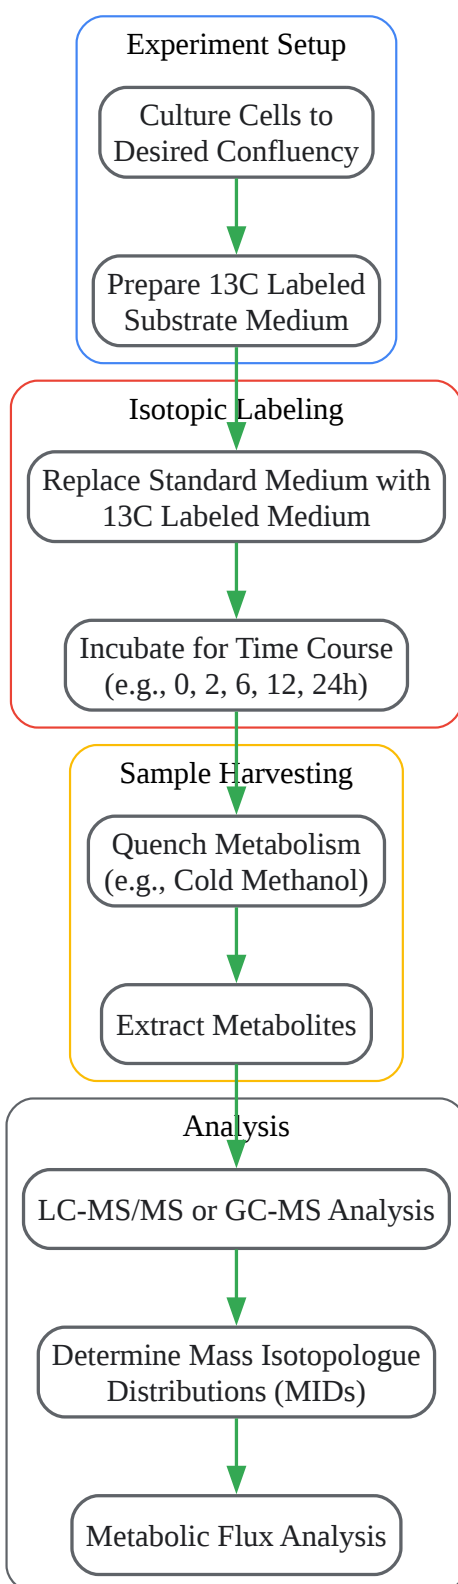 Experiment Setup
Culture Cells to
Desired Confluency
Prepare 13C Labeled
Substrate Medium
Isotopic Labeling
Replace Standard Medium with
13C Labeled Medium
Incubate for Time Course
(e.g., 0, 2, 6, 12, 24h)
Sample Harvesting
Quench Metabolism
(e.g., Cold Methanol)
Extract Metabolites
Analysis
LC-MS/MS or GC-MS Analysis
Determine Mass Isotopologue
Distributions (MIDs)
Metabolic Flux Analysis